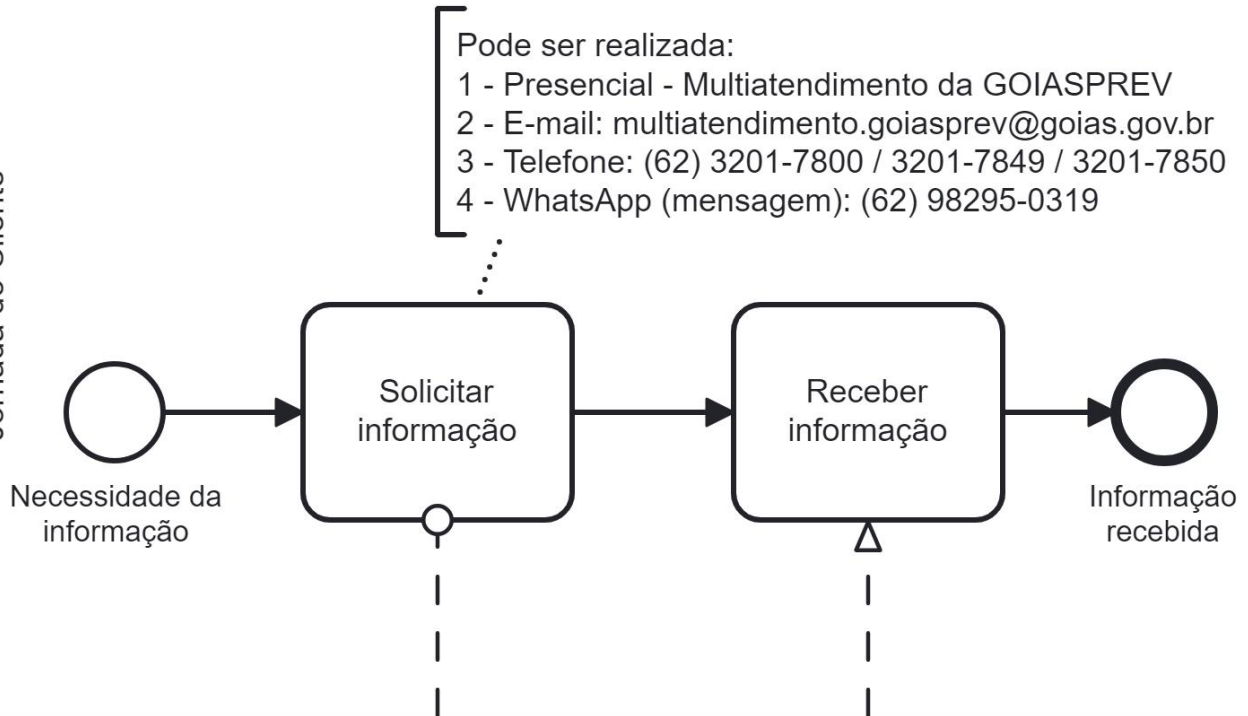 Pode ser realizada:
1 - Presencial - Multiatendimento da GOIASPREV
2 - E-mail: multiatendimento.goiasprev@goias.gov.br
3 - Telefone: (62) 3201-7800 / 3201-7849 / 3201-7850
4 - WhatsApp (mensagem): (62) 98295-0319
Solicitar
informação
Receber
informação
Necessidade da
informação
Informação
recebida